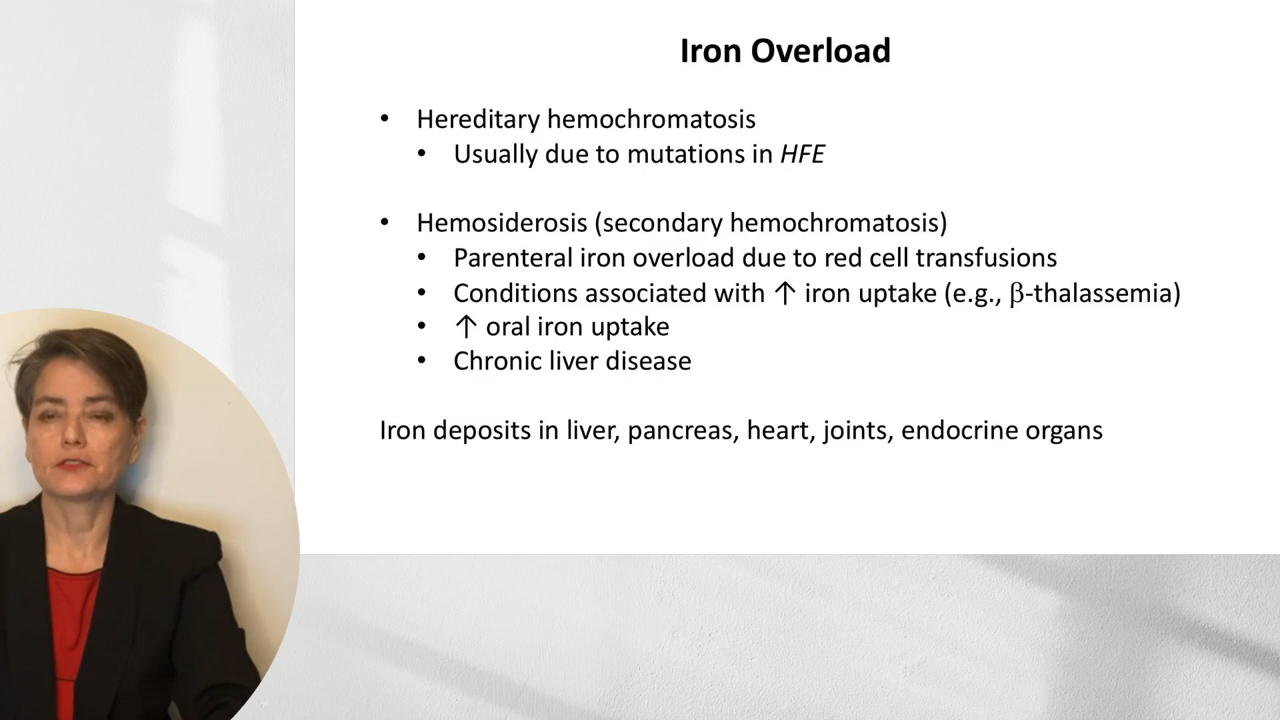 Iron Overload
• Hereditary hemochromatosis
• Usually due to mutations in HFE
• Hemosiderosis (secondary hemochromatosis)
• Parenteral iron overload due to red cell transfusions
• Conditions associated with ↑ iron uptake (e.g., β-thalassemia)
• ↑ oral iron uptake
• Chronic liver disease
Iron deposits in liver, pancreas, heart, joints, endocrine organs